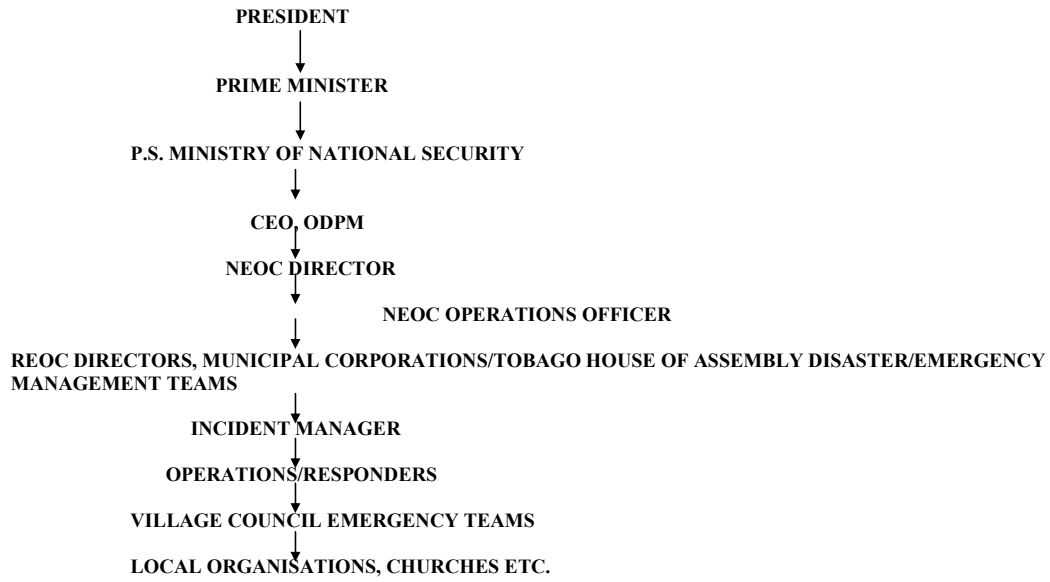 PRESIDENT
PRIME MINISTER
P.S. MINISTRY OF NATIONAL SECURITY
CEO, ODPM
NEOC DIRECTOR
NEOC OPERATIONS OFFICER
REOC DIRECTORS, MUNICIPAL CORPORATIONS/TOBAGO HOUSE OF ASSEMBLY DISASTER/EMERGENCY
MANAGEMENT TEAMS
INCIDENT MANAGER
OPERATIONS/RESPONDERS
VILLAGE COUNCIL EMERGENCY TEAMS
LOCAL ORGANISATIONS, CHURCHES ETC.